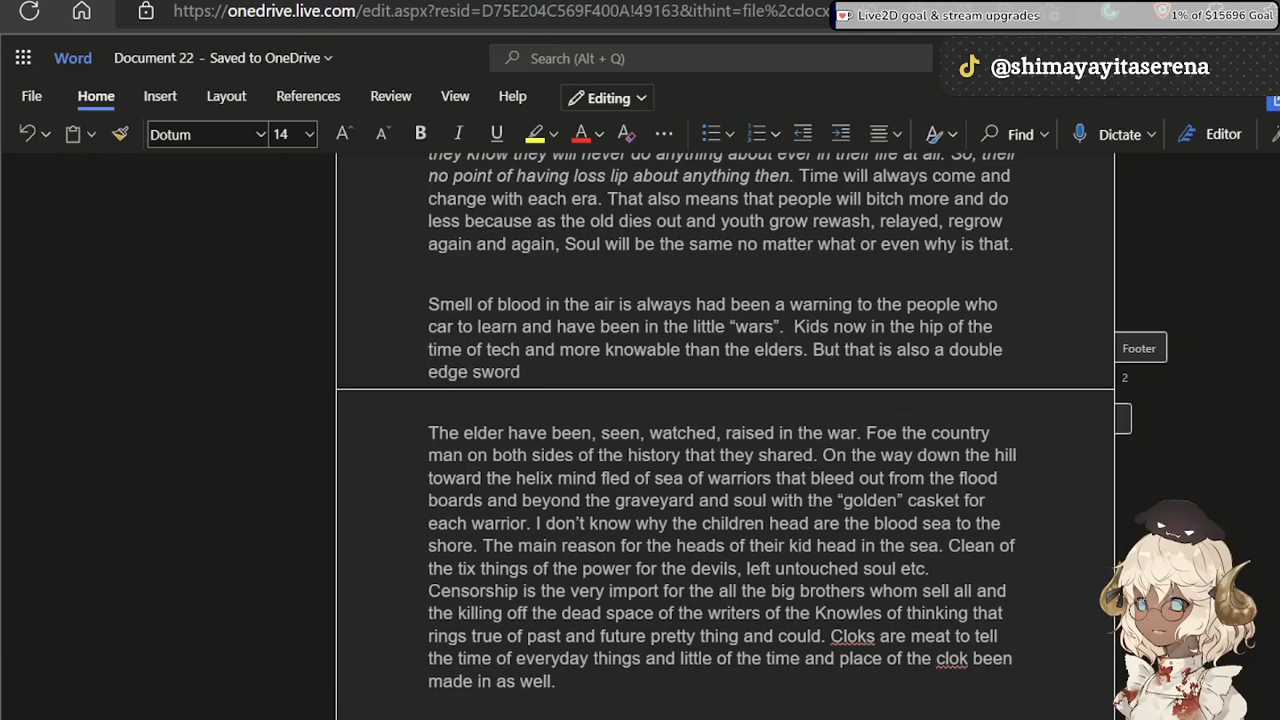 https://onedrive.live.com/edit.aspx?resid=D75E204C569F400A!49163&ithint=file%2cdocx
Live2D goal & stream upgrades
1% of $15696 Goal
Word
Document 22 - Saved to OneDrive
Search (Alt + Q)
@shimayayitaserena
File Home Insert Layout References Review View Help Editing
Dotum 14 B I U A Find Dictate Editor
they know they will never do anything about ever in their life at all. So, their
no point of having loss lip about anything then. Time will always come and
change with each era. That also means that people will bitch more and do
less because as the old dies out and youth grow rewash, relayed, regrow
again and again, Soul will be the same no matter what or even why is that.
Smell of blood in the air is always had been a warning to the people who
car to learn and have been in the little “wars”.  Kids now in the hip of the
time of tech and more knowable than the elders. But that is also a double
edge sword
Footer
2
The elder have been, seen, watched, raised in the war. Foe the country
man on both sides of the history that they shared. On the way down the hill
toward the helix mind fled of sea of warriors that bleed out from the flood
boards and beyond the graveyard and soul with the “golden” casket for
each warrior. I don’t know why the children head are the blood sea to the
shore. The main reason for the heads of their kid head in the sea. Clean of
the tix things of the power for the devils, left untouched soul etc.
Censorship is the very import for the all the big brothers whom sell all and
the killing off the dead space of the writers of the Knowles of thinking that
rings true of past and future pretty thing and could. Cloks are meat to tell
the time of everyday things and little of the time and place of the clok been
made in as well.